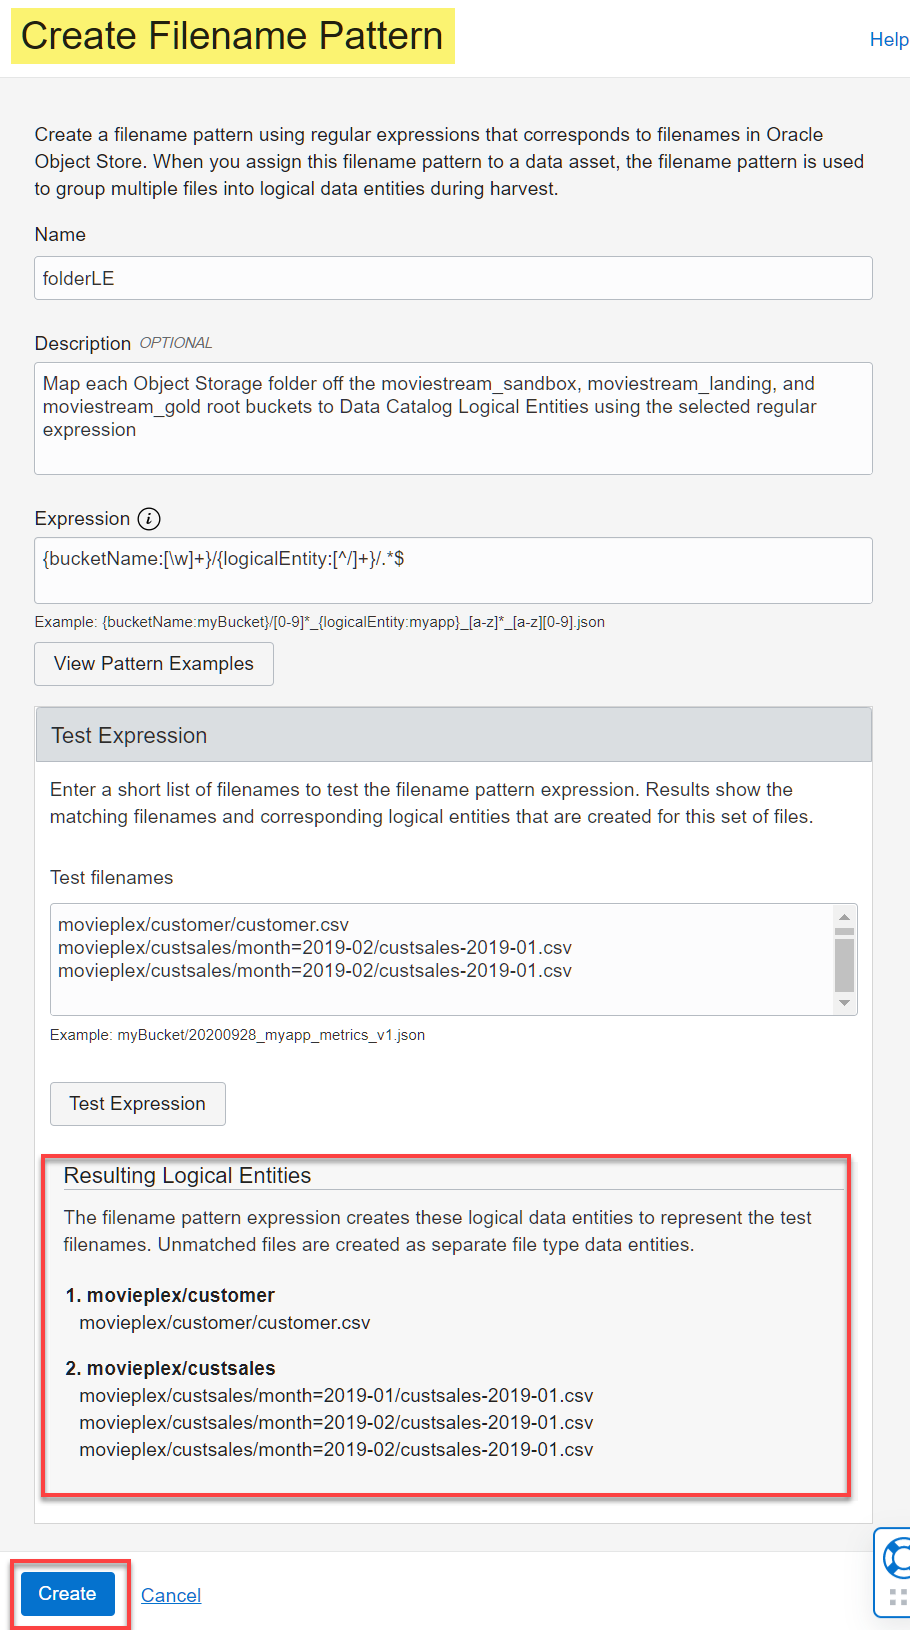 Create Filename Pattern
Help
Create a filename pattern using regular expressions that corresponds to filenames in Oracle
Object Store. When you assign this filename pattern to a data asset, the filename pattern is used
to group multiple files into logical data entities during harvest.
Name
folderLE
Description OPTIONAL
Map each Object Storage folder off the moviestream_sandbox, moviestream_landing, and
moviestream_gold root buckets to Data Catalog Logical Entities using the selected regular
expression
Expression i
{bucketName:[\w]+}/{logicalEntity:[^/]+}/.*$
Example: {bucketName:myBucket}/[0-9]*_{logicalEntity:myapp}_[a-z]*_[a-z][0-9].json
View Pattern Examples
Test Expression
Enter a short list of filenames to test the filename pattern expression. Results show the
matching filenames and corresponding logical entities that are created for this set of files.
Test filenames
movieplex/customer/customer.csv
movieplex/custsales/month=2019-02/custsales-2019-01.csv
movieplex/custsales/month=2019-02/custsales-2019-01.csv
Example: myBucket/20200928_myapp_metrics_v1.json
Test Expression
Resulting Logical Entities
The filename pattern expression creates these logical data entities to represent the test
filenames. Unmatched files are created as separate file type data entities.
1. movieplex/customer
movieplex/customer/customer.csv
2. movieplex/custsales
movieplex/custsales/month=2019-01/custsales-2019-01.csv
movieplex/custsales/month=2019-02/custsales-2019-01.csv
movieplex/custsales/month=2019-02/custsales-2019-01.csv
Create
Cancel